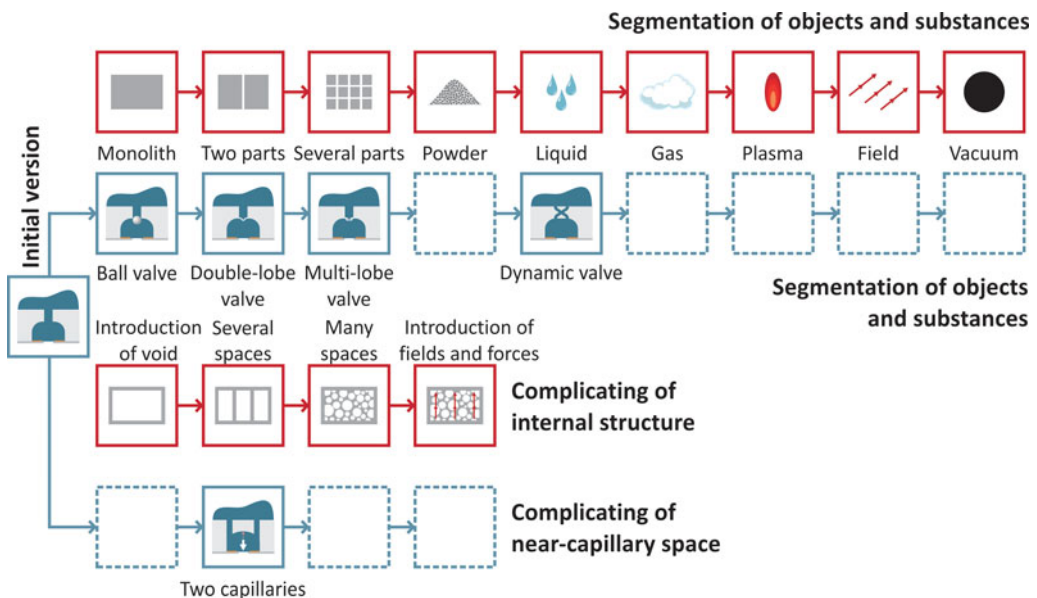 Segmentation of objects and substances
Monolith
Two parts
Several parts
Powder
Liquid
Gas
Plasma
Field
Vacuum
Initial version
Ball valve
Double-lobe
valve
Multi-lobe
valve
Dynamic valve
Segmentation of objects
and substances
Introduction
of void
Several
spaces
Many
spaces
Introduction of
fields and forces
Complicating of
internal structure
Complicating of
near-capillary space
Two capillaries